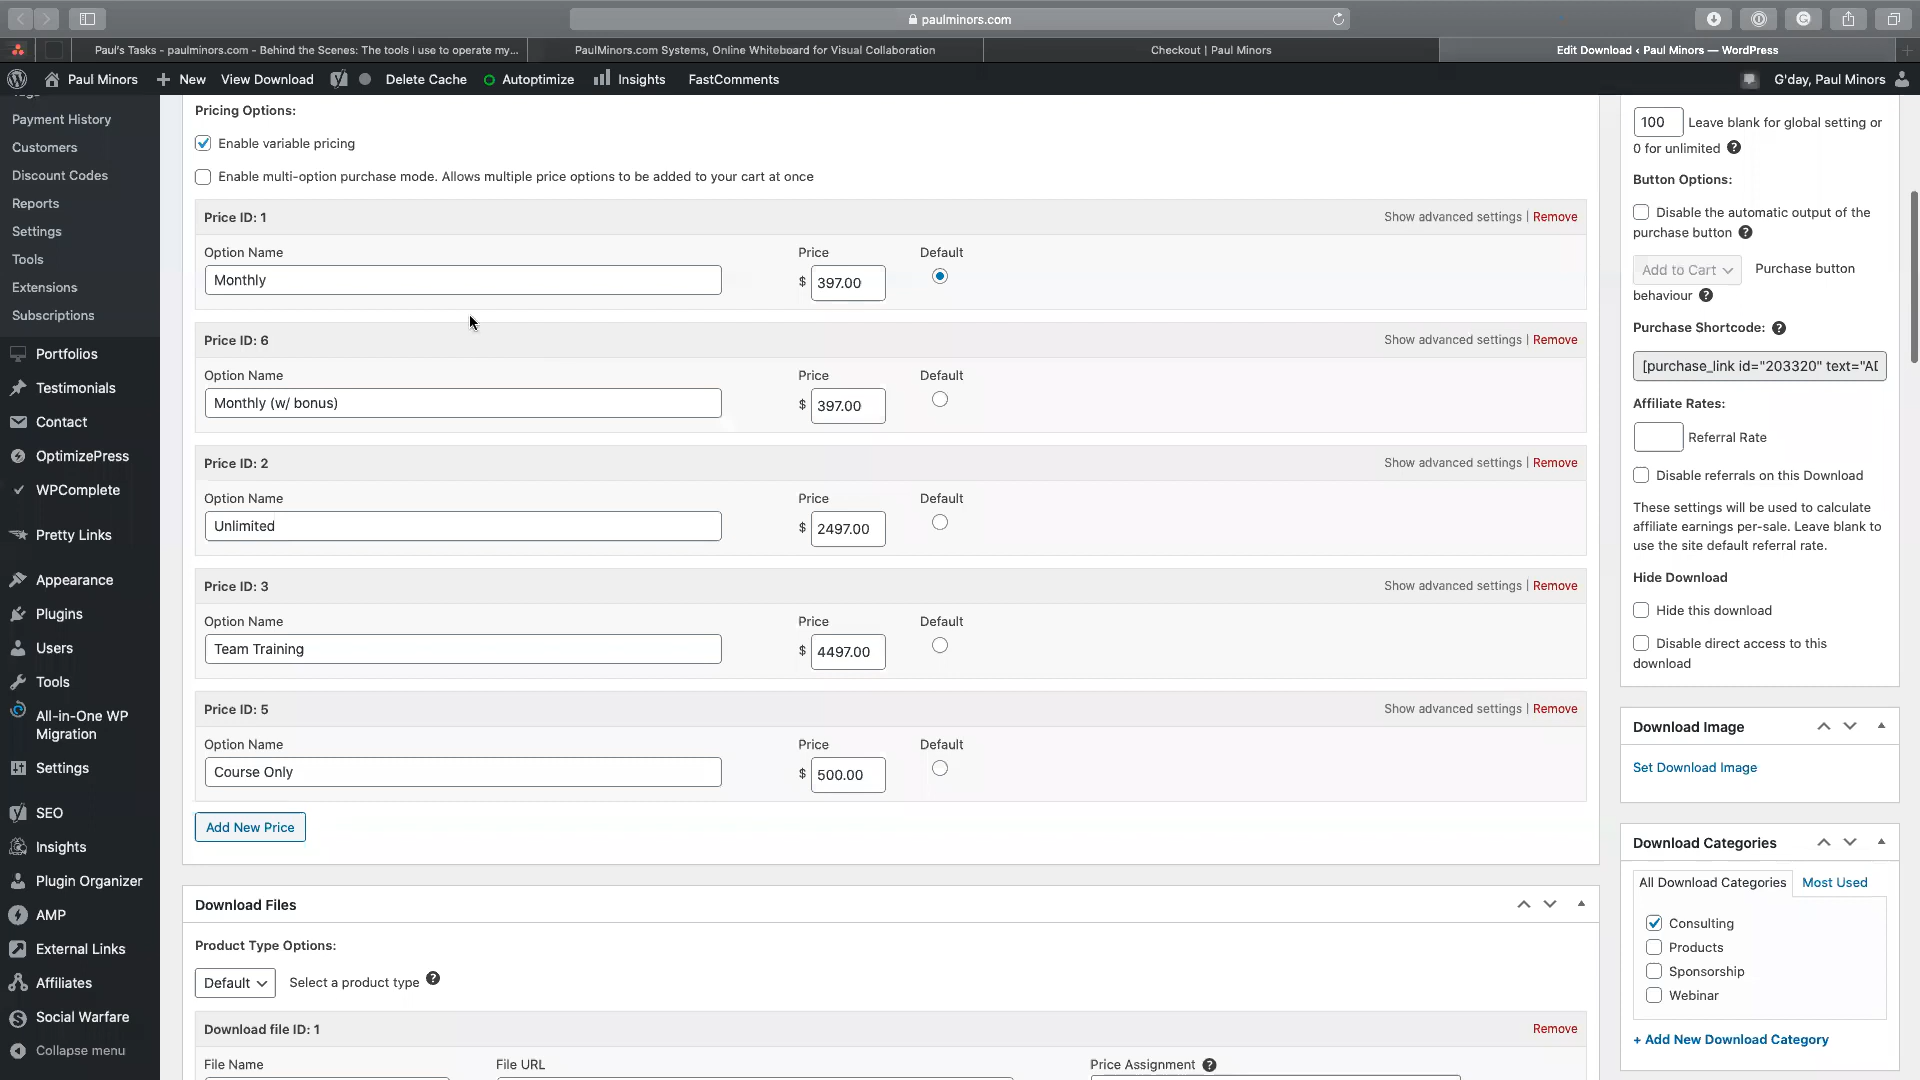 paulminors.com
Paul's Tasks - paulminors.com - Behind the Scenes: The tools I use to operate my...
PaulMinors.com Systems, Online Whiteboard for Visual Collaboration
Checkout | Paul Minors
Edit Download ‹ Paul Minors — WordPress
Paul Minors
New
View Download
Delete Cache
Autoptimize
Insights
FastComments
G'day, Paul Minors
Payment History
Customers
Discount Codes
Reports
Settings
Tools
Extensions
Subscriptions
Portfolios
Testimonials
Contact
OptimizePress
WPComplete
Pretty Links
Appearance
Plugins
Users
Tools
All-in-One WP
Migration
Settings
SEO
Insights
Plugin Organizer
AMP
External Links
Affiliates
Social Warfare
Collapse menu
Pricing Options:
Enable variable pricing
Enable multi-option purchase mode. Allows multiple price options to be added to your cart at once
Price ID: 1
Show advanced settings | Remove
Option Name
Price
Default
Monthly
$ 397.00
Price ID: 6
Show advanced settings | Remove
Option Name
Price
Default
Monthly (w/ bonus)
$ 397.00
Price ID: 2
Show advanced settings | Remove
Option Name
Price
Default
Unlimited
$ 2497.00
Price ID: 3
Show advanced settings | Remove
Option Name
Price
Default
Team Training
$ 4497.00
Price ID: 5
Show advanced settings | Remove
Option Name
Price
Default
Course Only
$ 500.00
Add New Price
Download Files
Product Type Options:
Default
Select a product type
Download file ID: 1
Remove
File Name
File URL
Price Assignment
100 Leave blank for global setting or
0 for unlimited
Button Options:
Disable the automatic output of the
purchase button
Add to Cart
Purchase button
behaviour
Purchase Shortcode:
[purchase_link id="203320" text="
Affiliate Rates:
Referral Rate
Disable referrals on this Download
These settings will be used to calculate
affiliate earnings per-sale. Leave blank to
use the site default referral rate.
Hide Download
Hide this download
Disable direct access to this
download
Download Image
Set Download Image
Download Categories
All Download Categories
Most Used
Consulting
Products
Sponsorship
Webinar
+ Add New Download Category